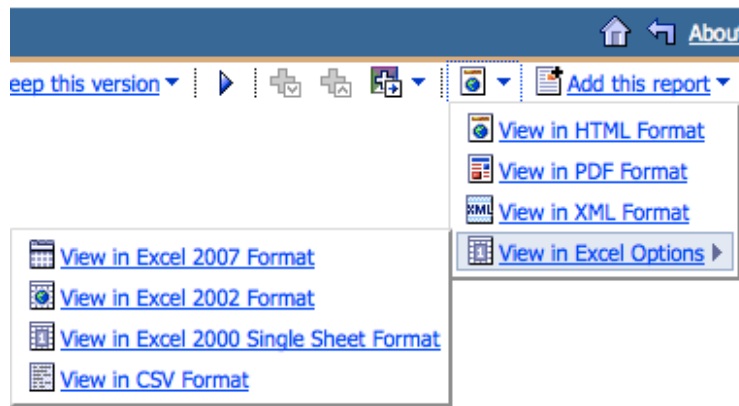 Abou
eep this version
Add this report
View in HTML Format
View in PDF Format
XML View in XML Format
View in Excel Options
View in Excel 2007 Format
View in Excel 2002 Format
View in Excel 2000 Single Sheet Format
View in CSV Format